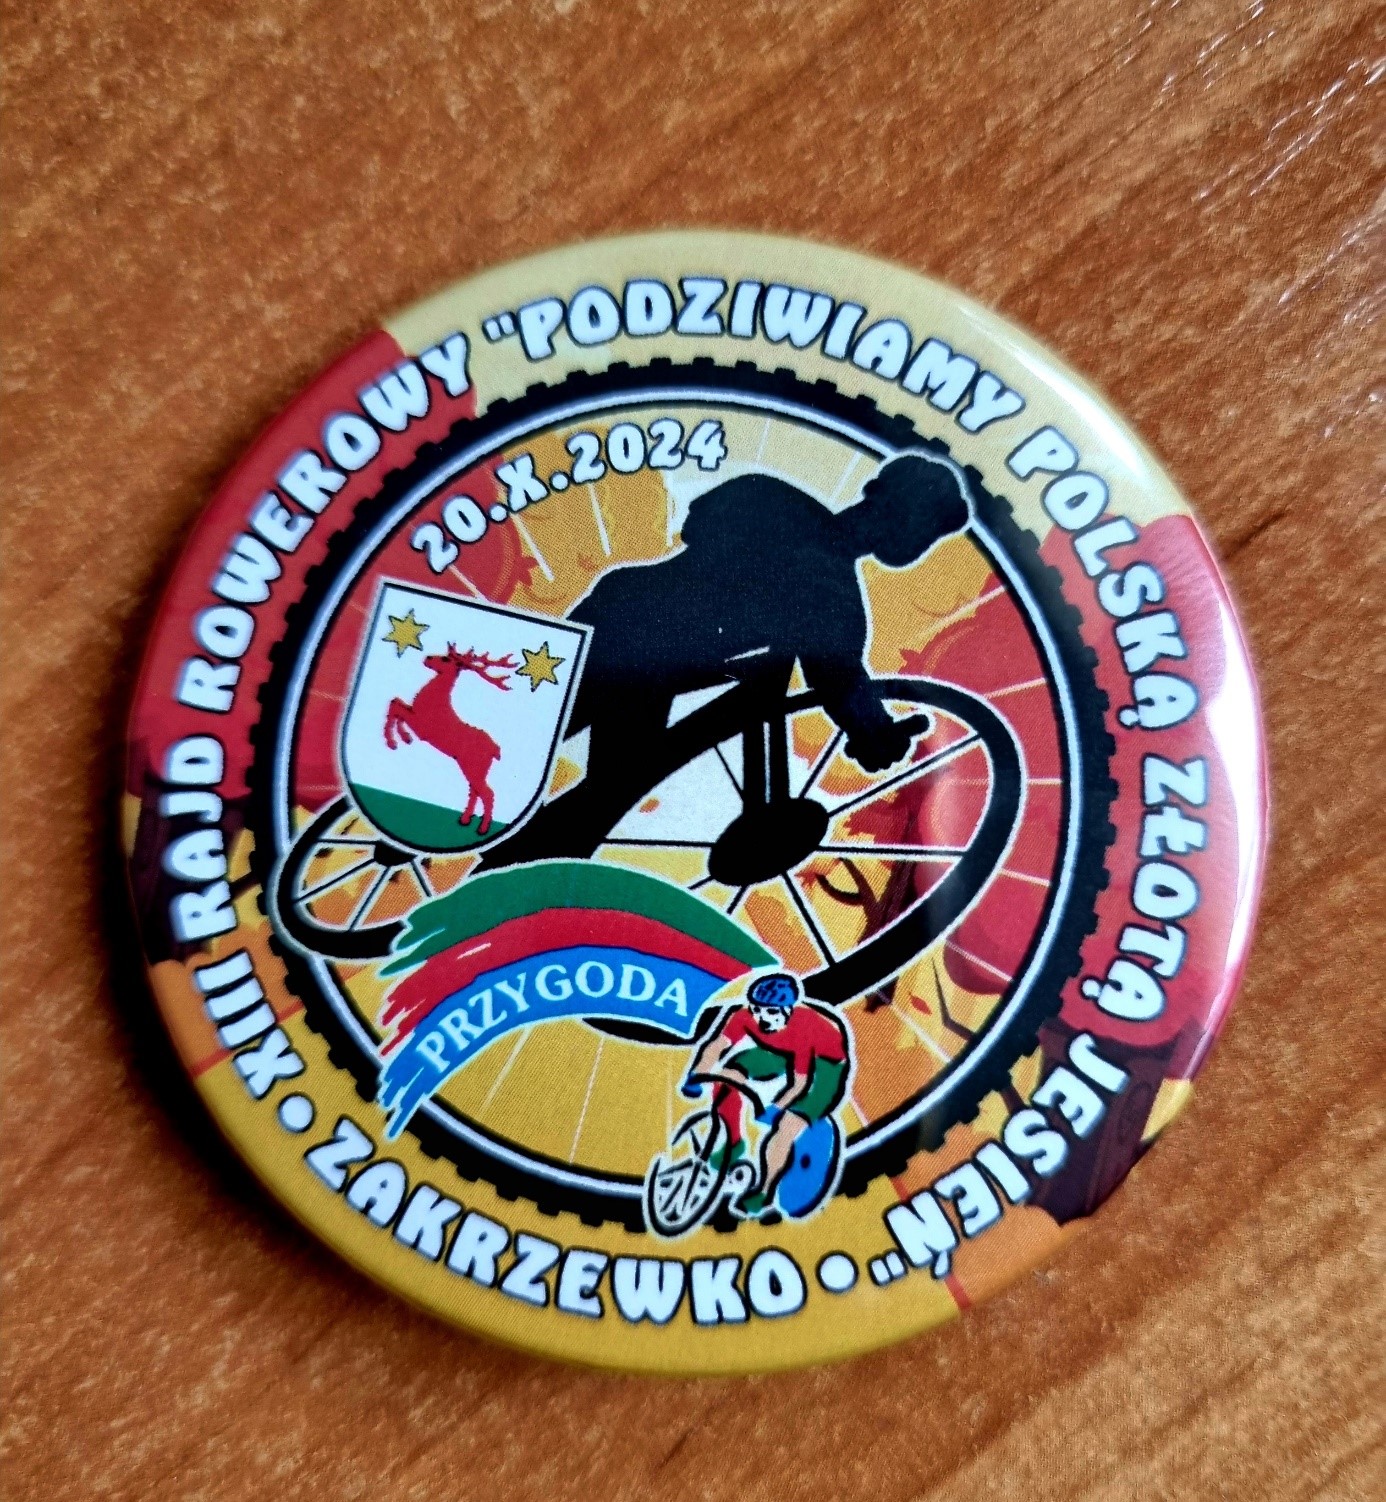 XIII RAJD ROWEROWY "PODZIWIAMY POLSKĄ ZŁOTĄ JESIEŃ" • ZAKRZEWKO •
20.X.2024
PRZYGODA